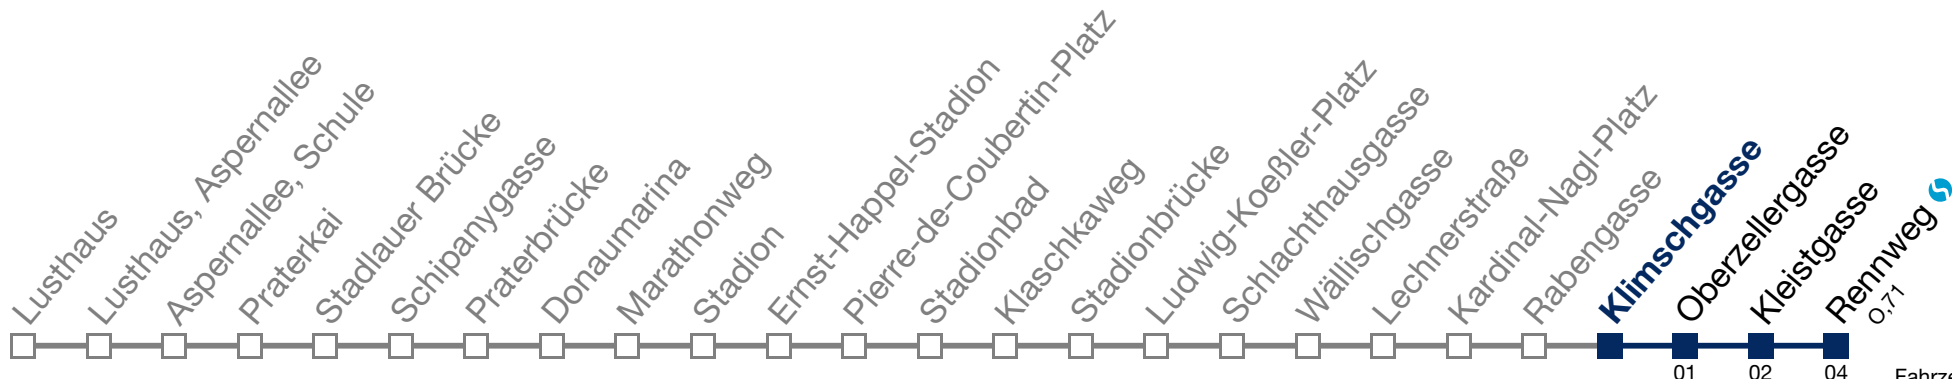 Lusthaus
Lusthaus, Aspernallee
Aspernallee, Schule
Praterkai
Stadlauer Brücke
Schipanygasse
Praterbrücke
Donaumarina
Marathonweg
Stadion
Ernst-Happel-Stadion
Pierre-de-Coubertin-Platz
Stadionbad
Klaschkaweg
Stadionbrücke
Ludwig-Koeßler-Platz
Schlachthausgasse
Wällischgasse
Lechnerstraße
Kardinal-Nagl-Platz
Rabengasse
Klimschgasse
Oberzellergasse
Kleistgasse
Rennweg
O,71
01 02 04
Fahrze